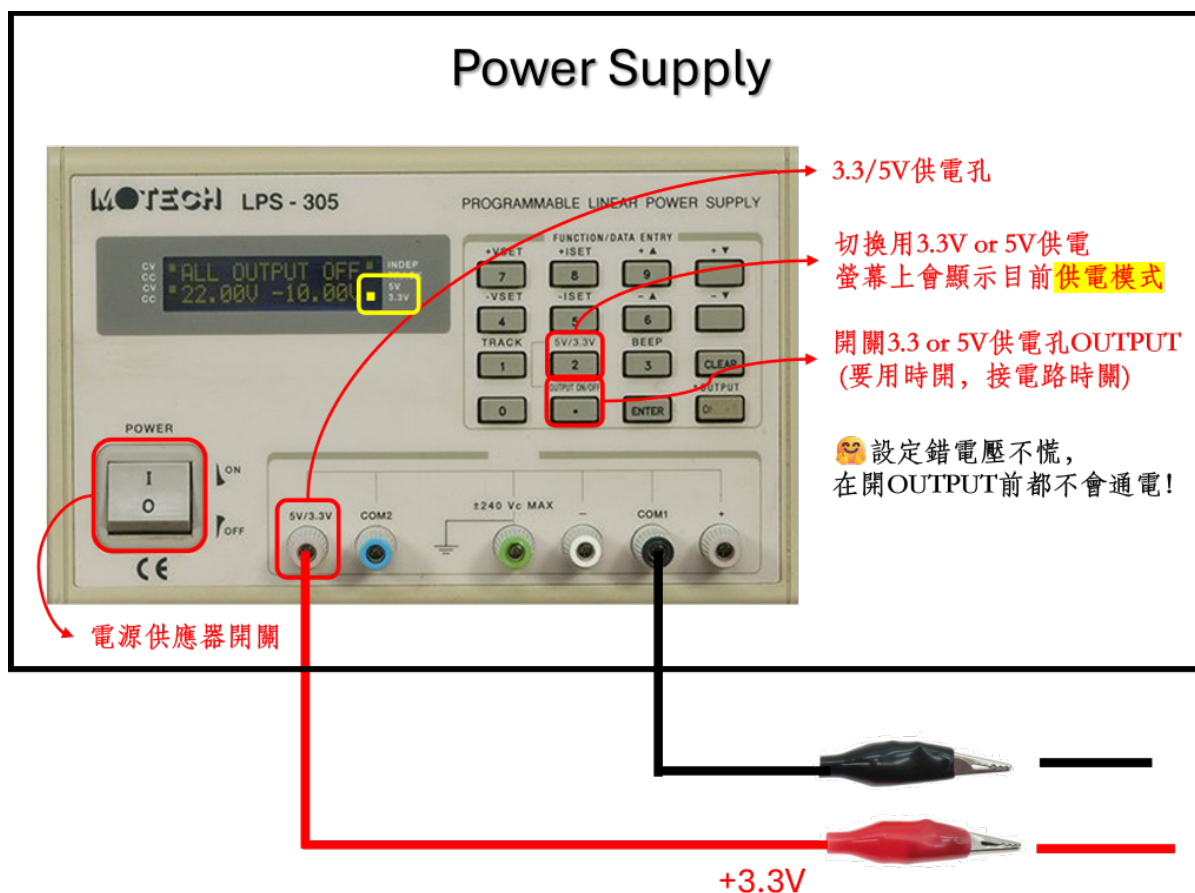 Power Supply
MOTECH LPS - 305
PROGRAMMABLE LINEAR POWER SUPPLY
FUNCTION/DATA ENTRY
CV
CC
CV
CC
ALL OUTPUT OFF
22.00V -10.00V
INDEP
5V
3.3V
+VSET +ISET +▲ +▼
7 8 9
-VSET -ISET -▲ -▼
4 5 6
TRACK 5V/3.3V BEEP
1 2 3 CLEAR
OUTPUT ON/OFF OUTPUT
0 . ENTER
POWER
I
O
ON
OFF
CE
5V/3.3V COM2 ±240 Vc MAX - COM1 +
3.3/5V供電孔
切換用3.3V or 5V供電
螢幕上會顯示目前供電模式
開關3.3 or 5V供電孔OUTPUT
(要用時開，接電路時關)
🤗設定錯電壓不慌，
在開OUTPUT前都不會通電！
電源供應器開關
+3.3V